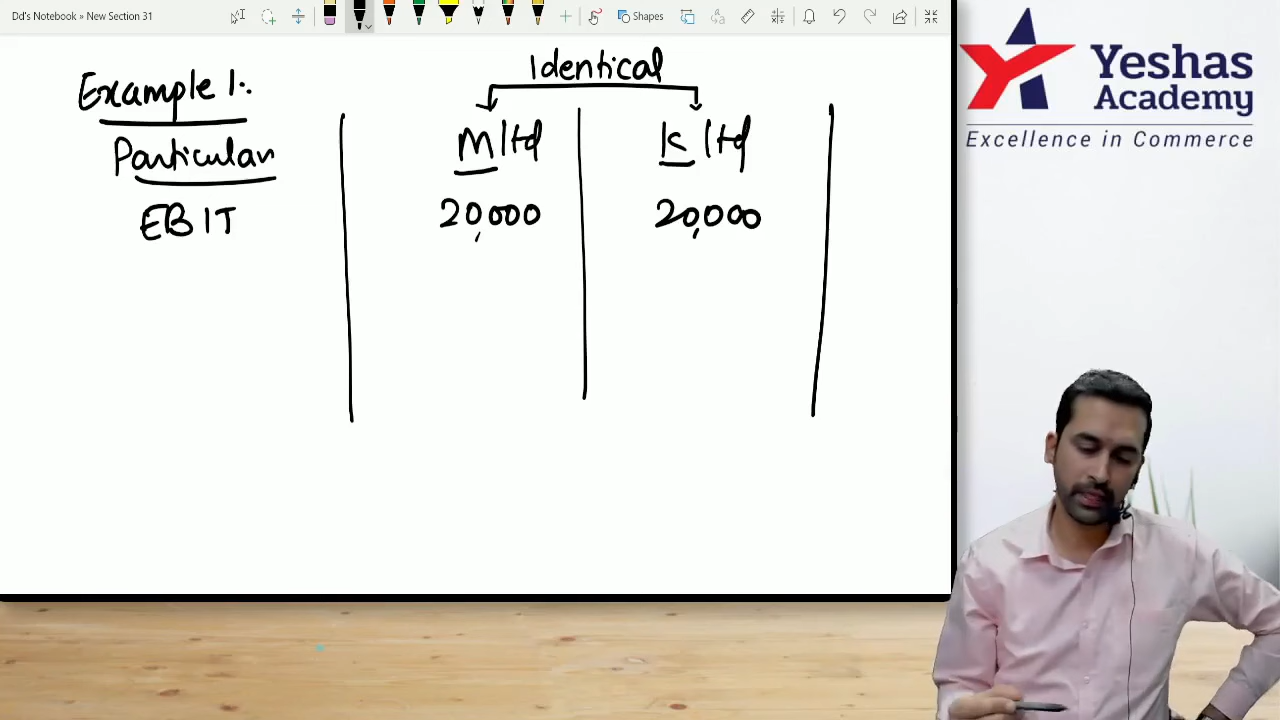 Dd's Notebook » New Section 31
Shapes
Yeshas
Academy
Excellence in Commerce
Identical
Example 1:.
Particular M ltd K ltd
EBIT 20,000 20,000